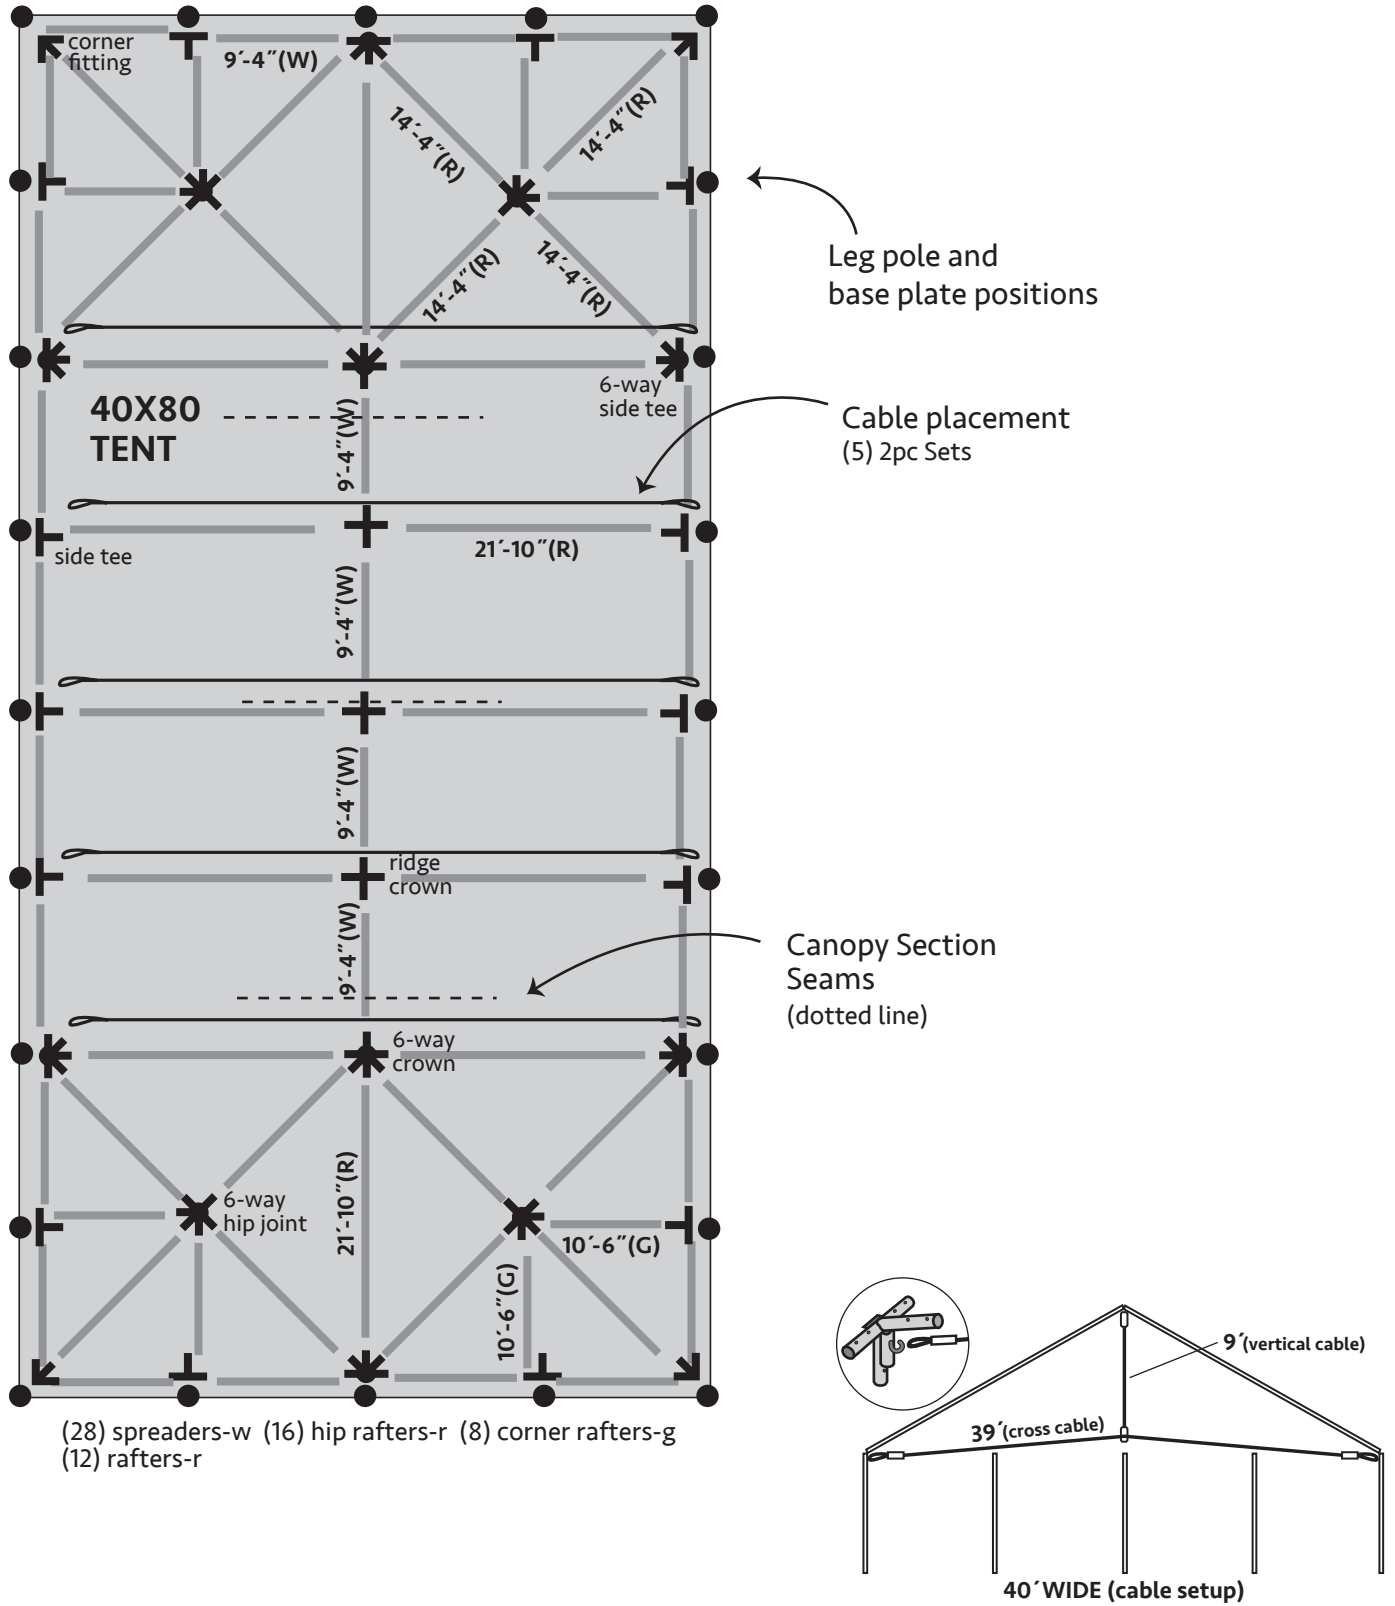 corner
fitting
9´-4˝(W)
14´-4˝(R)
14´-4˝(R)
14´-4˝(R)
14´-4˝(R)
Leg pole and
base plate positions
6-way
side tee
40X80
TENT
9´-4˝(W)
Cable placement
(5) 2pc Sets
side tee
21´-10˝(R)
9´-4˝(W)
9´-4˝(W)
ridge
crown
9´-4˝(W)
Canopy Section
Seams
(dotted line)
6-way
crown
6-way
hip joint
21´-10˝(R)
10´-6˝(G)
10´-6˝(G)
(28) spreaders-w (16) hip rafters-r (8) corner rafters-g
(12) rafters-r
9´(vertical cable)
39´(cross cable)
40´WIDE (cable setup)